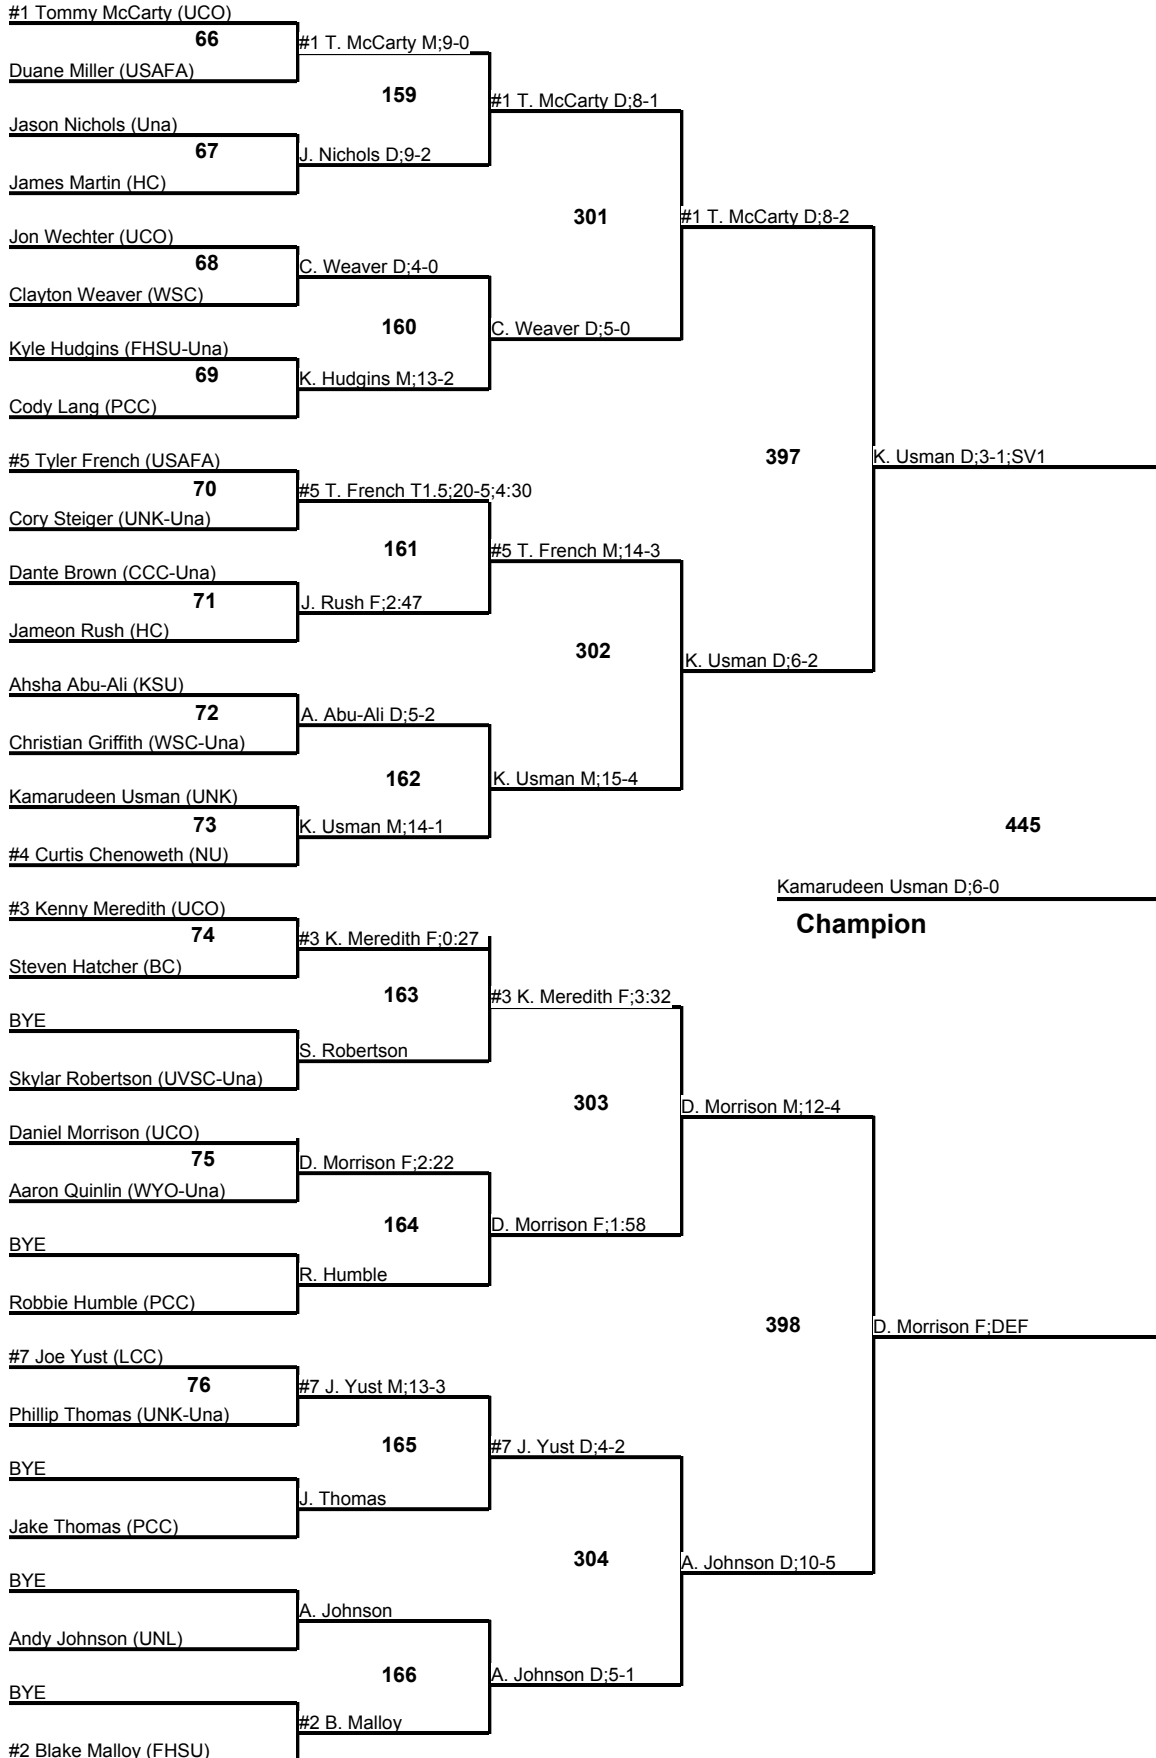 #1 Tommy McCarty (UCO)
66
#1 T. McCarty M;9-0
Duane Miller (USAFA)
159
#1 T. McCarty D;8-1
Jason Nichols (Una)
67
J. Nichols D;9-2
James Martin (HC)
301
#1 T. McCarty D;8-2
Jon Wechter (UCO)
68
C. Weaver D;4-0
Clayton Weaver (WSC)
160
C. Weaver D;5-0
Kyle Hudgins (FHSU-Una)
69
K. Hudgins M;13-2
Cody Lang (PCC)
397
K. Usman D;3-1;SV1
#5 Tyler French (USAFA)
70
#5 T. French T1.5;20-5;4:30
Cory Steiger (UNK-Una)
161
#5 T. French M;14-3
Dante Brown (CCC-Una)
71
J. Rush F;2:47
Jameon Rush (HC)
302
K. Usman D;6-2
Ahsha Abu-Ali (KSU)
72
A. Abu-Ali D;5-2
Christian Griffith (WSC-Una)
162
K. Usman M;15-4
Kamarudeen Usman (UNK)
73
K. Usman M;14-1
445
#4 Curtis Chenoweth (NU)
Kamarudeen Usman D;6-0
Champion
#3 Kenny Meredith (UCO)
74
#3 K. Meredith F;0:27
Steven Hatcher (BC)
163
#3 K. Meredith F;3:32
BYE
S. Robertson
Skylar Robertson (UVSC-Una)
303
D. Morrison M;12-4
Daniel Morrison (UCO)
75
D. Morrison F;2:22
Aaron Quinlin (WYO-Una)
164
D. Morrison F;1:58
BYE
R. Humble
Robbie Humble (PCC)
398
D. Morrison F;DEF
#7 Joe Yust (LCC)
76
#7 J. Yust M;13-3
Phillip Thomas (UNK-Una)
165
#7 J. Yust D;4-2
BYE
J. Thomas
Jake Thomas (PCC)
304
A. Johnson D;10-5
BYE
A. Johnson
Andy Johnson (UNL)
166
A. Johnson D;5-1
BYE
#2 B. Malloy
#2 Blake Malloy (FHSU)